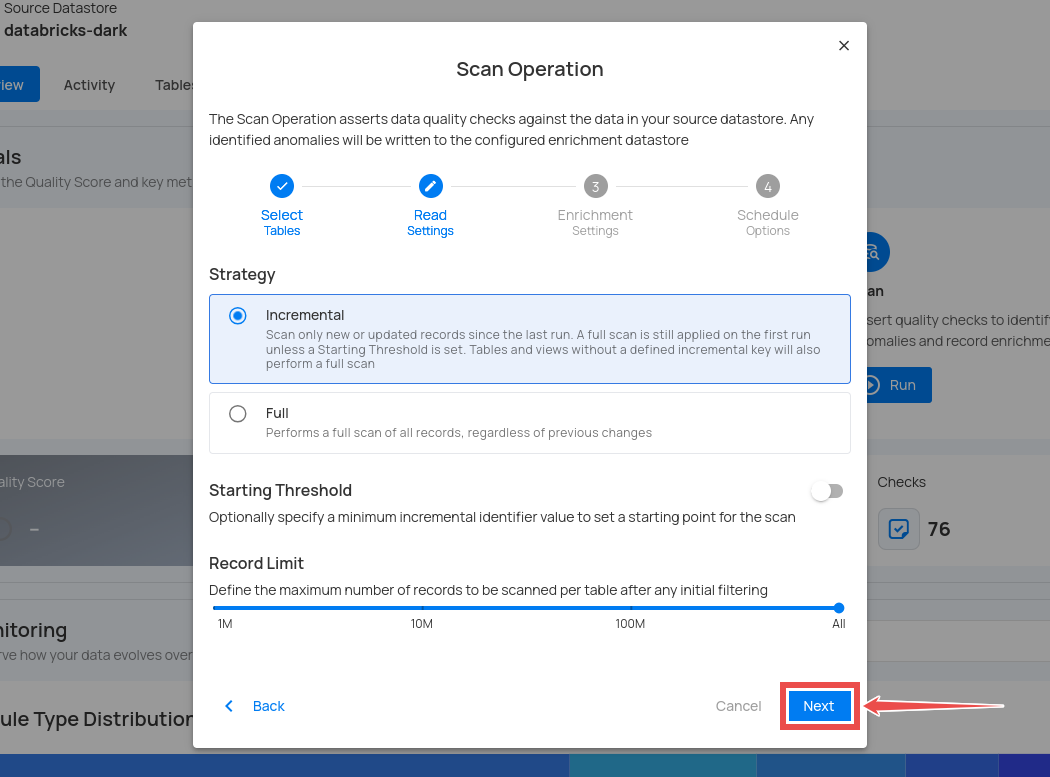 Source Datastore
databricks-dark
iew
Activity
Tables
Scan Operation
The Scan Operation asserts data quality checks against the data in your source datastore. Any
identified anomalies will be written to the configured enrichment datastore
als
the Quality Score and key met
3
4
Select
Tables
Read
Settings
Enrichment
Settings
Schedule
Options
Strategy
Incremental
Scan only new or updated records since the last run. A full scan is still applied on the first run
unless a Starting Threshold is set. Tables and views without a defined incremental key will also
perform a full scan
an
sert quality checks to identif
omalies and record enrichme
Run
Full
Performs a full scan of all records, regardless of previous changes
ality Score
–
Starting Threshold
Optionally specify a minimum incremental identifier value to set a starting point for the scan
Checks
76
Record Limit
Define the maximum number of records to be scanned per table after any initial filtering
1M
10M
100M
All
nitoring
rve how your data evolves over
Back
Cancel
Next
ule Type Distribution